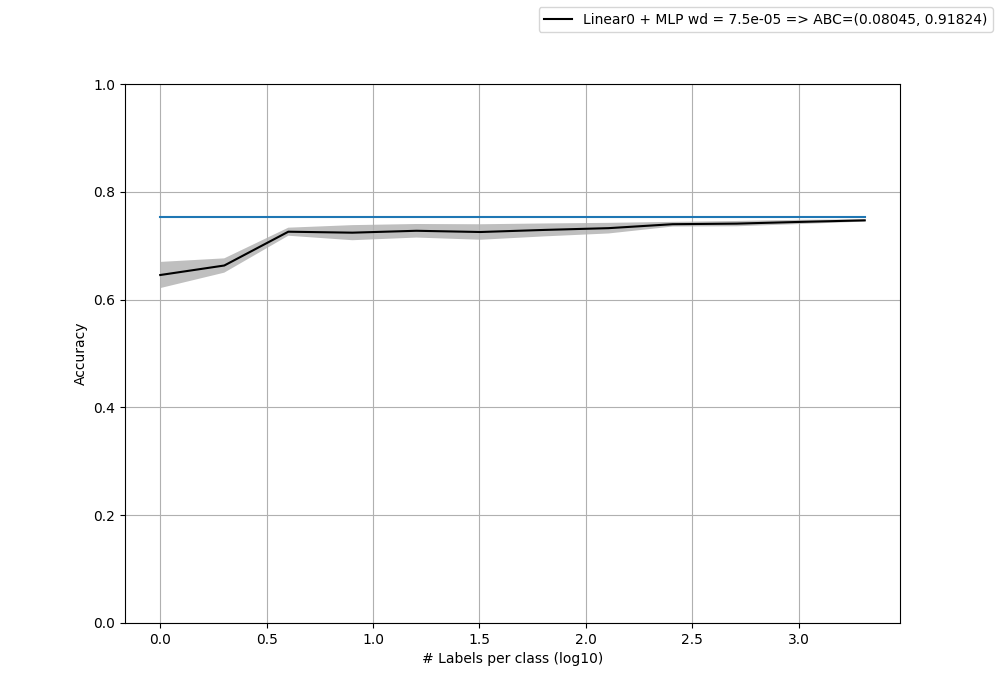 Linear0 + MLP wd = 7.5e-05 => ABC=(0.08045, 0.91824)
1.0
0.8
0.6
0.4
0.2
0.0
Accuracy
0.0 0.5 1.0 1.5 2.0 2.5 3.0
# Labels per class (log10)